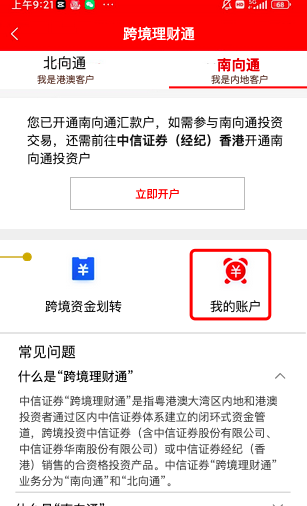 上午9:21
68
跨境理财通
北向通
南向通
我是港澳客户
我是内地客户
您已开通南向通汇款户，如需参与南向通投资
交易，还需前往中信证券（经纪）香港开通南
向通投资户
立即开户
跨境资金划转
我的账户
常见问题
什么是“跨境理财通”
中信证券“跨境理财通”是指粤港澳大湾区内地和港澳
投资者通过区内中信证券体系建立的闭环式资金管
道，跨境投资中信证券（含中信证券股份有限公司、
中信证券华南股份有限公司）或中信证券经纪（香
港）销售的合资格投资产品。中信证券“跨境理财通”
业务分为“南向通”和“北向通”。
什么是“南向通”